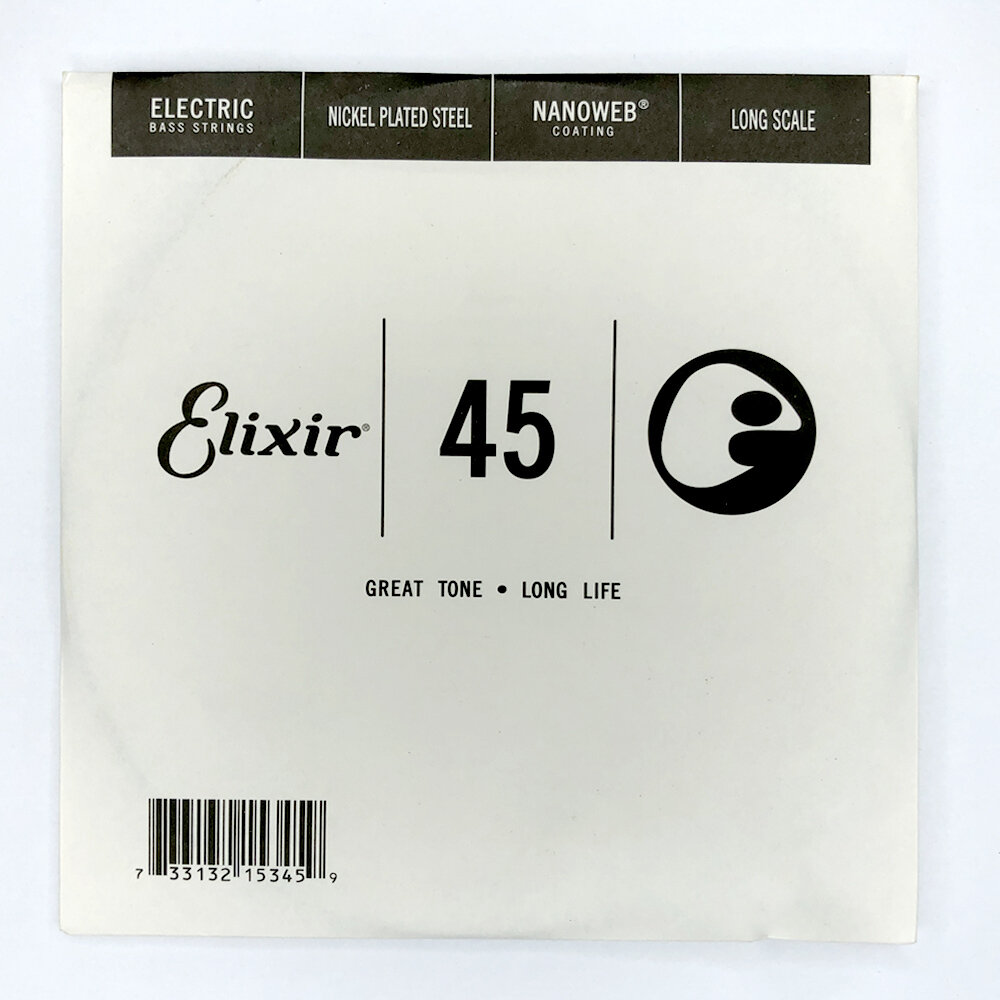 ELECTRIC
BASS STRINGS
NICKEL PLATED STEEL
NANOWEB®
COATING
LONG SCALE
Elixir®
45
GREAT TONE • LONG LIFE
7 33132 15345 9